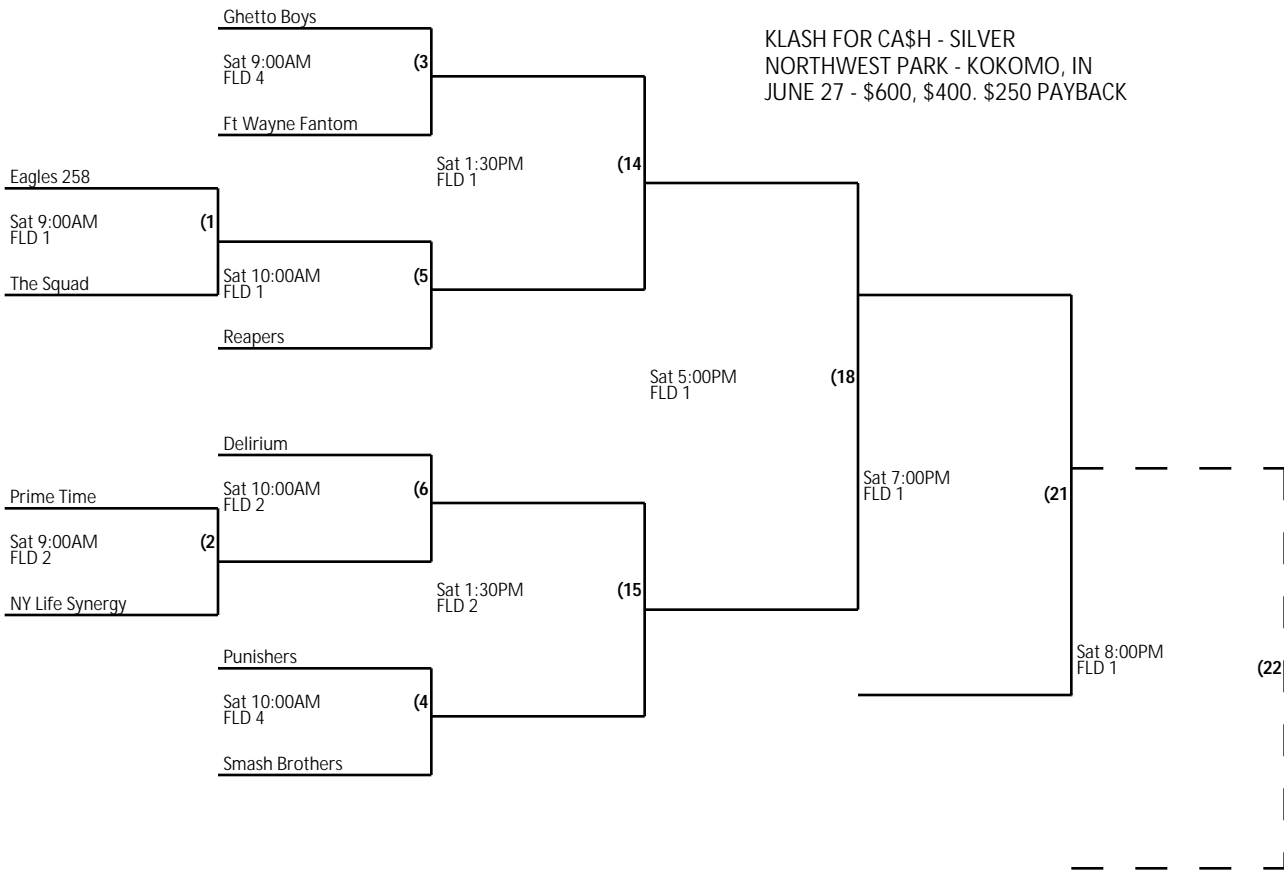 Ghetto Boys
Sat 9:00AM (3
FLD 4
Ft Wayne Fantom
KLASH FOR CA$H - SILVER
NORTHWEST PARK - KOKOMO, IN
JUNE 27 - $600, $400. $250 PAYBACK
Sat 1:30PM (14
FLD 1
Eagles 258
Sat 9:00AM (1
FLD 1
The Squad
Sat 10:00AM (5
FLD 1
Reapers
Sat 5:00PM (18
FLD 1
Delirium
Sat 10:00AM (6
FLD 2
Prime Time
Sat 9:00AM (2
FLD 2
NY Life Synergy
Sat 7:00PM (21
FLD 1
Sat 1:30PM (15
FLD 2
Punishers
Sat 10:00AM (4
FLD 4
Smash Brothers
Sat 8:00PM (22
FLD 1